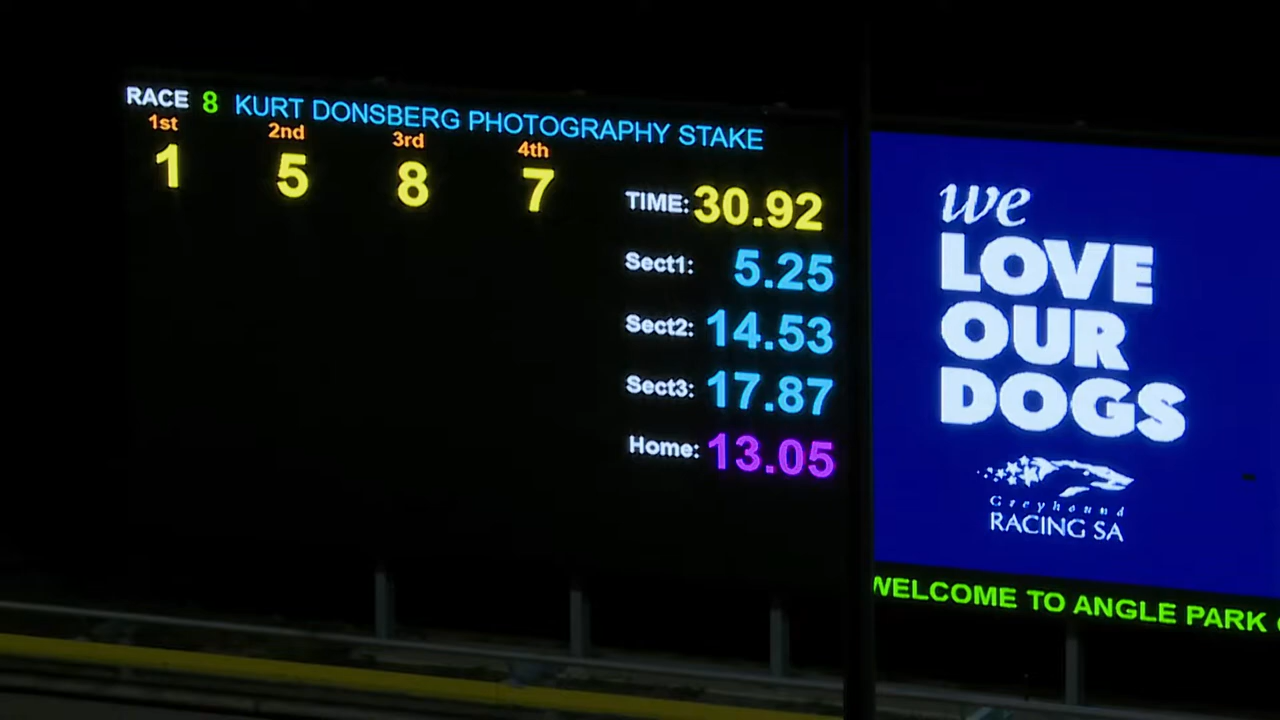 RACE 8 KURT DONSBERG PHOTOGRAPHY STAKE
1st 2nd 3rd 4th
1 5 8 7
TIME: 30.92
Sect1: 5.25
Sect2: 14.53
Sect3: 17.87
Home: 13.05
we
LOVE
OUR
DOGS
Greyhound
RACING SA
WELCOME TO ANGLE PARK